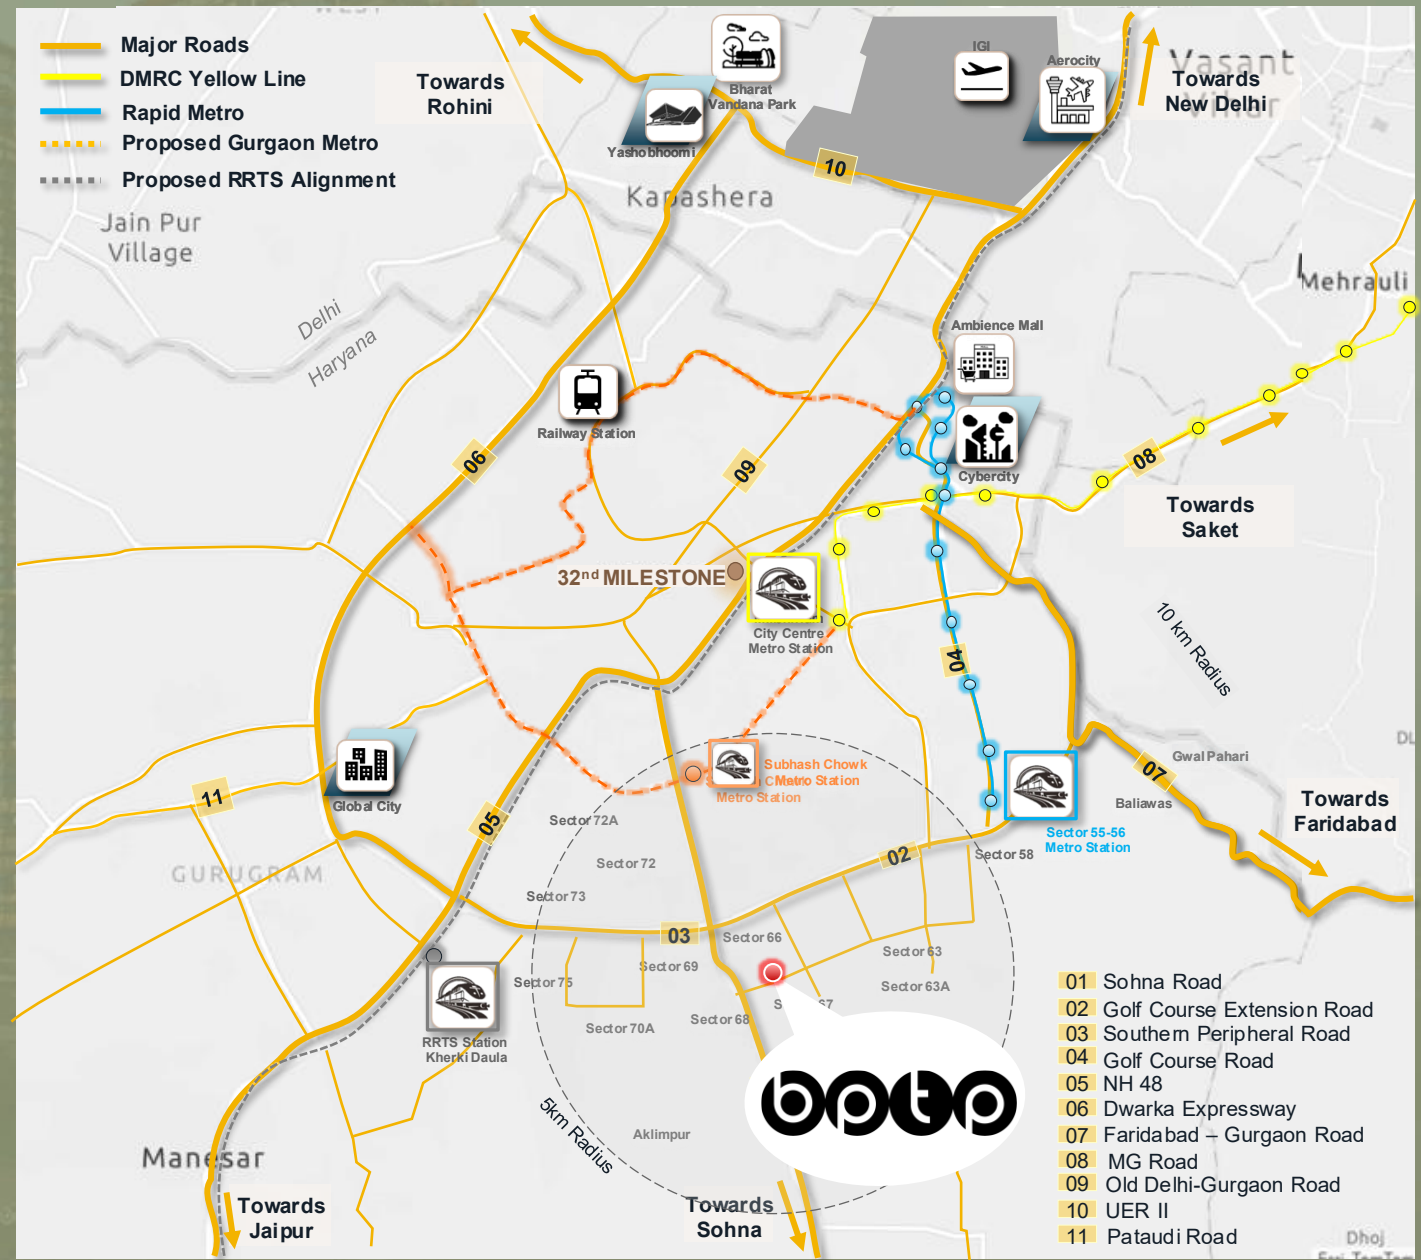 Major Roads
DMRC Yellow Line
Rapid Metro
Proposed Gurgaon Metro
Proposed RRTS Alignment
Towards
Rohini
Bharat
Vandana Park
Yashobhoomi
IGI
Aerocity
Vasant
Vihar
Towards
New Delhi
10
Kapashera
Jain Pur
Village
Delhi
Haryana
Mehrauli
Ambience Mall
Railway Station
Cybercity
06
09
08
Towards
Saket
32nd MILESTONE
City Centre
Metro Station
10 km Radius
04
Subhash Chowk
Metro Station
Metro Station
Gwal Pahari
DL
07
Baliawas
Towards
Faridabad
Global City
11
05
GURUGRAM
Sector 72A
Sector 72
Sector 73
02
Sector 55-56
Metro Station
Sector 58
03
Sector 66
Sector 69
Sector 63
Sector 63A
Sector 75
Sector 68
67
Sector 70A
RRTS Station
Kherki Daula
bptp
5km Radius
Aklimpur
Manesar
Towards
Jaipur
Towards
Sohna
01 Sohna Road
02 Golf Course Extension Road
03 Southern Peripheral Road
04 Golf Course Road
05 NH 48
06 Dwarka Expressway
07 Faridabad – Gurgaon Road
08 MG Road
09 Old Delhi-Gurgaon Road
10 UER II
11 Pataudi Road
Dhoj